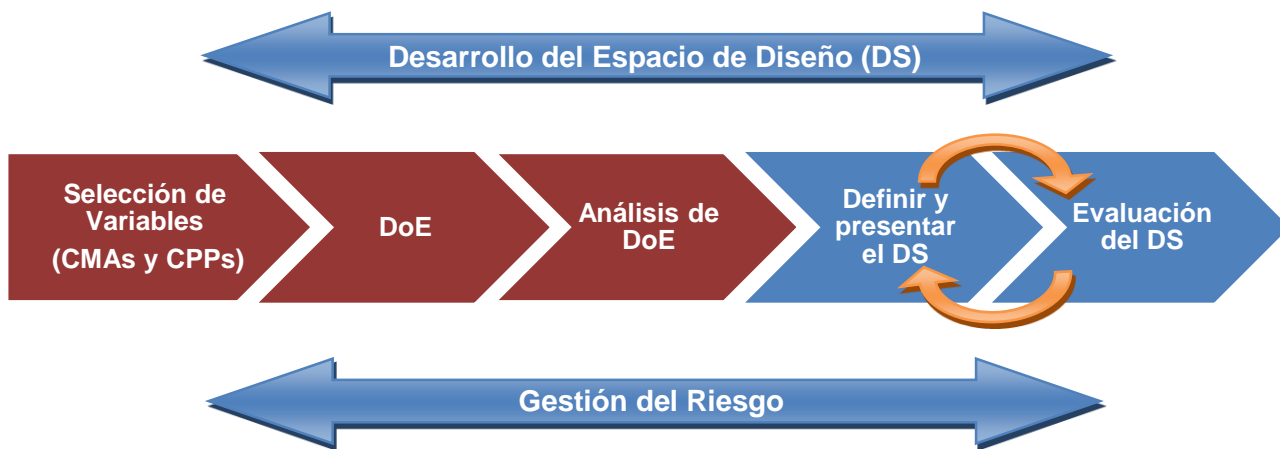 Desarrollo del Espacio de Diseño (DS)
Selección de
Variables
(CMAs y CPPs)
DoE
Análisis de
DoE
Definir y
presentar
el DS
Evaluación
del DS
Gestión del Riesgo